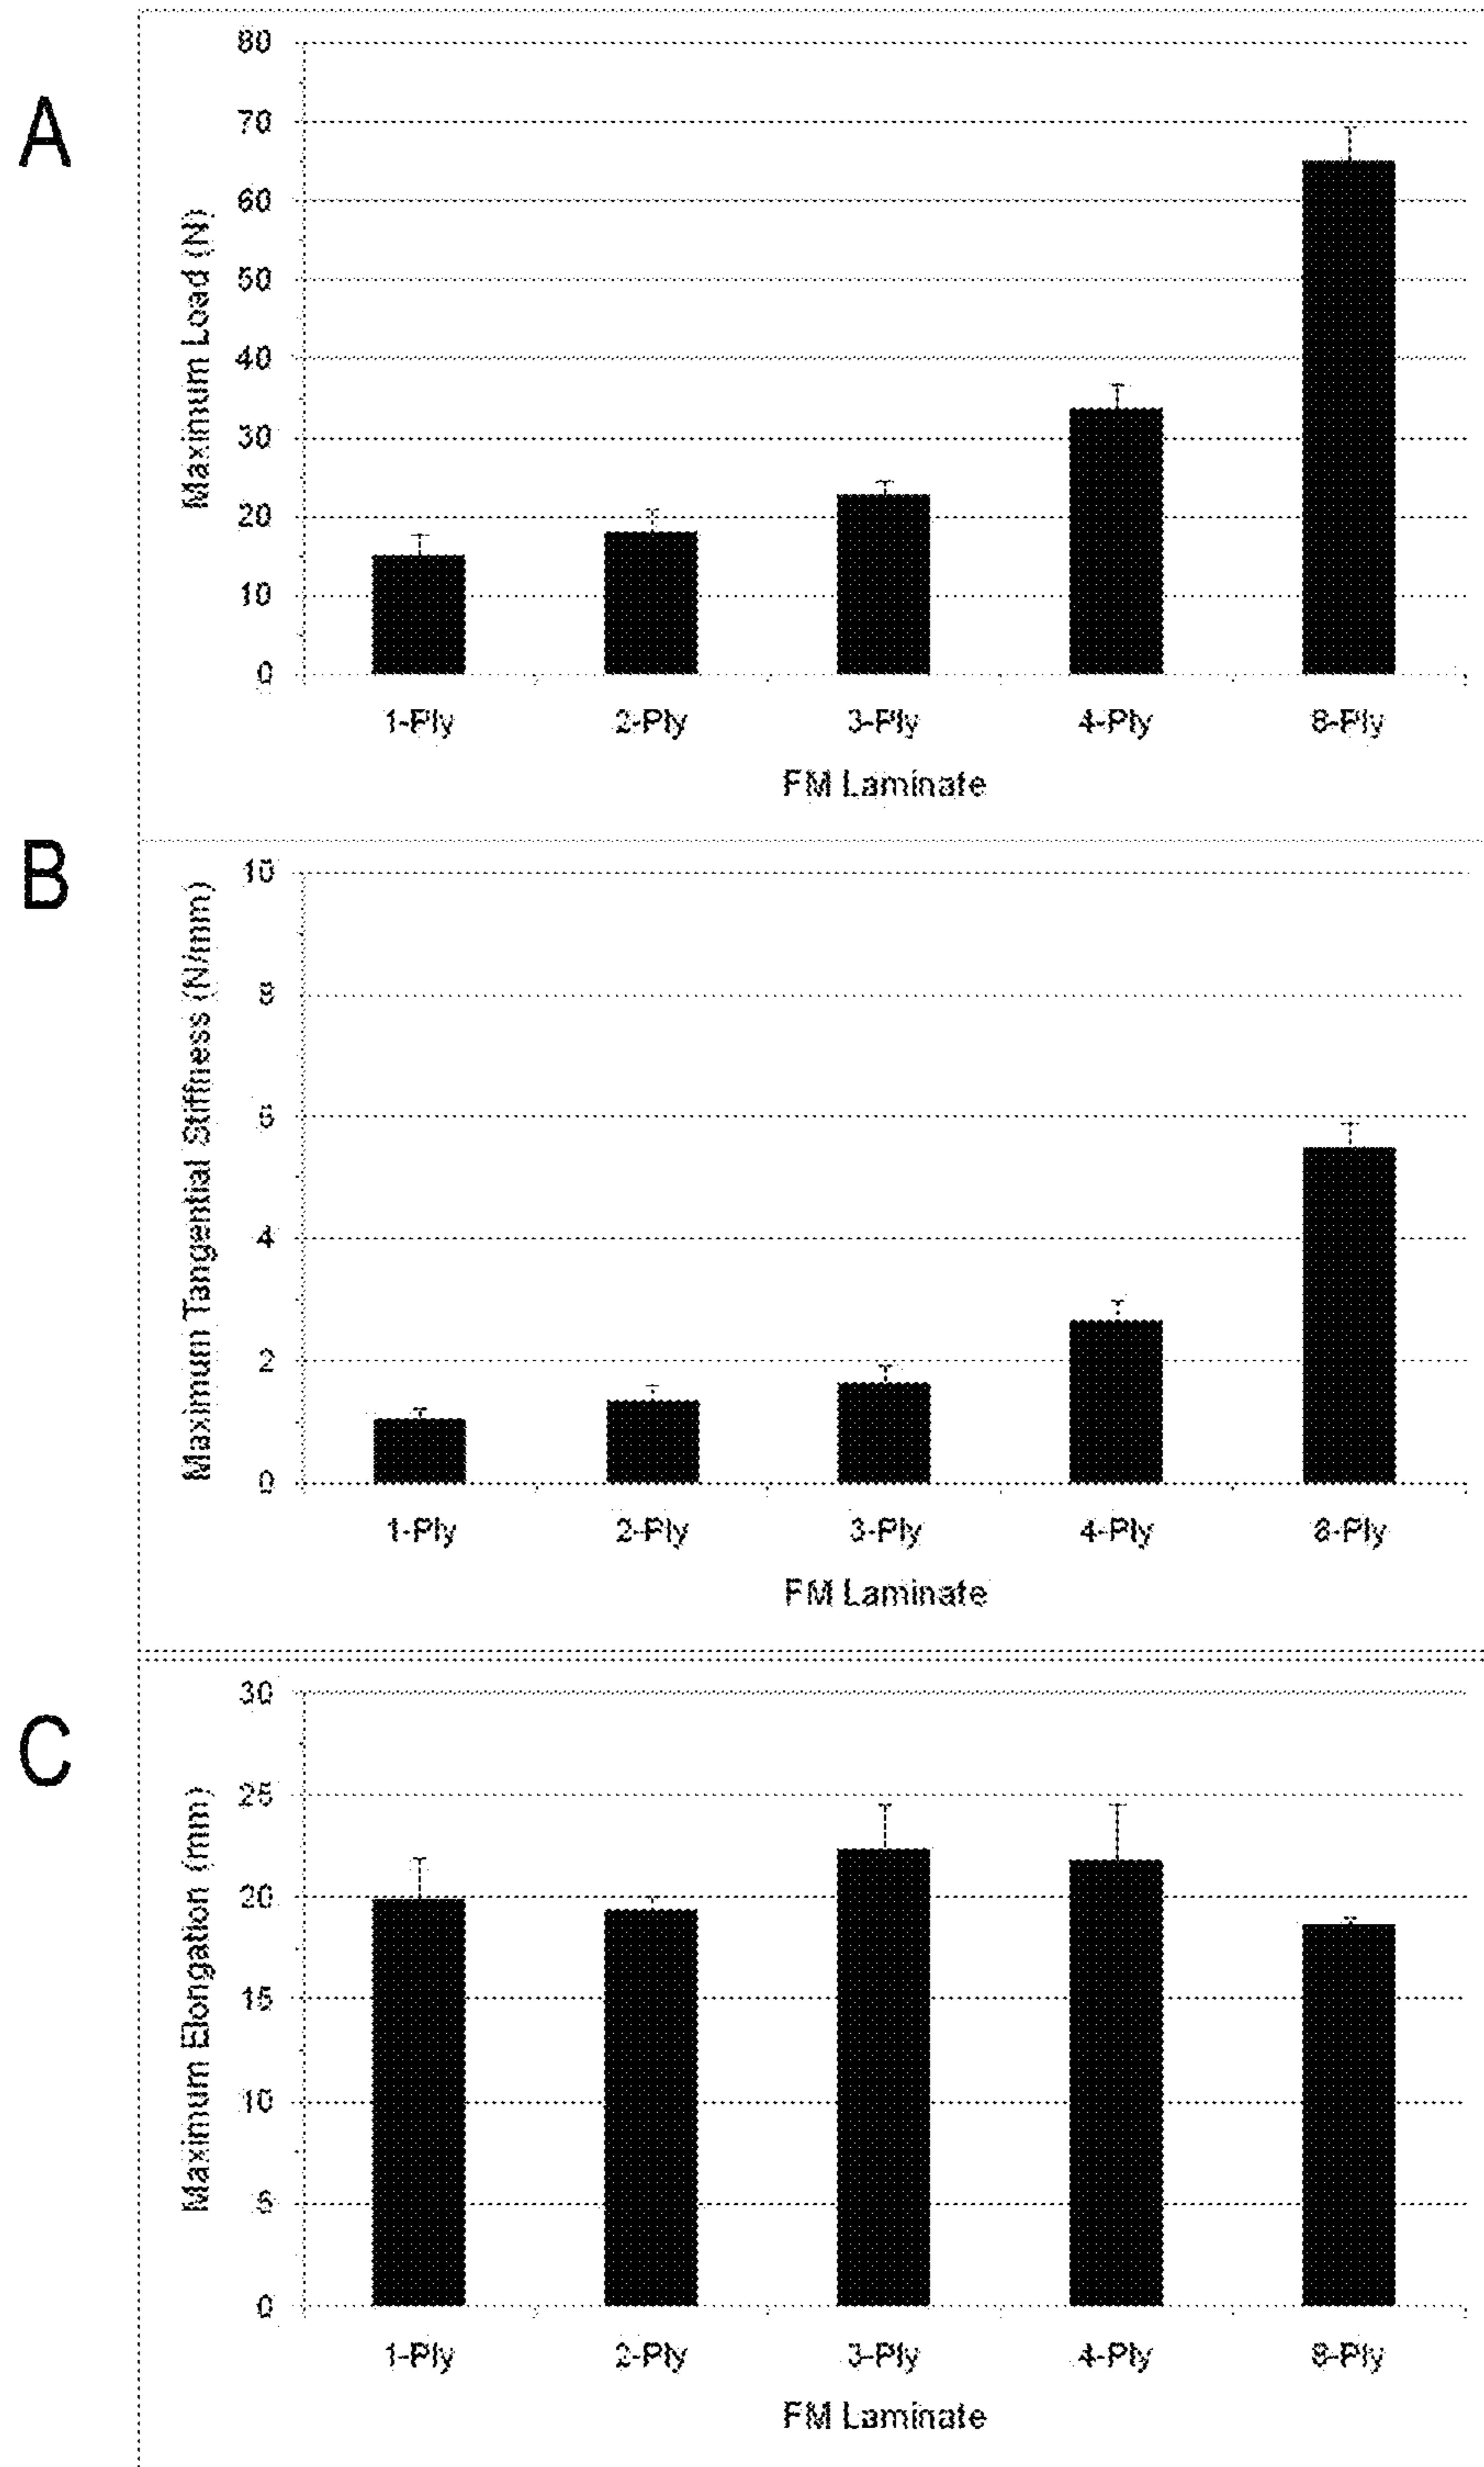 A
Maximum Load (N)
80
70
60
50
40
30
20
10
0
1-Ply 2-Ply 3-Ply 4-Ply 8-Ply
FM Laminate
B
Maximum Tangential Stiffness (N/mm)
10
8
6
4
2
0
1-Ply 2-Ply 3-Ply 4-Ply 8-Ply
FM Laminate
C
Maximum Elongation (mm)
30
25
20
15
10
5
0
1-Ply 2-Ply 3-Ply 4-Ply 8-Ply
FM Laminate